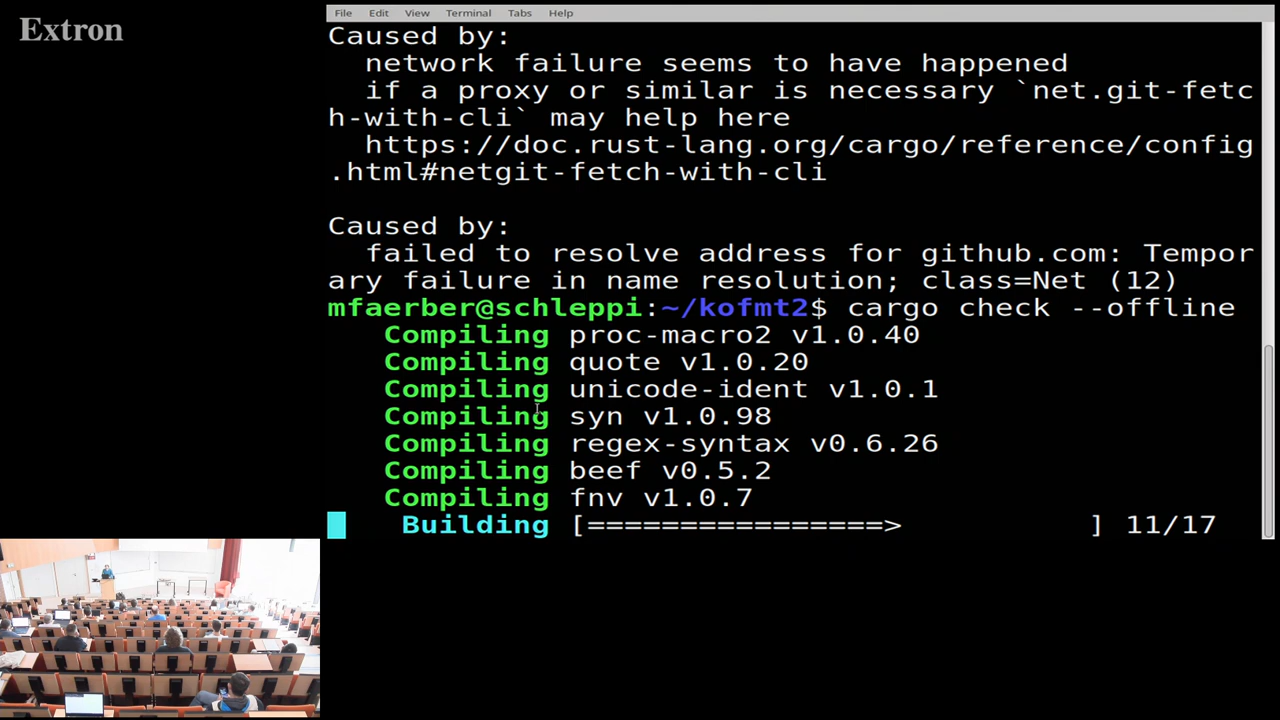 Extron
File Edit View Terminal Tabs Help
Caused by:
network failure seems to have happened
if a proxy or similar is necessary `net.git-fetc
h-with-cli` may help here
https://doc.rust-lang.org/cargo/reference/config
.html#netgit-fetch-with-cli
Caused by:
failed to resolve address for github.com: Tempor
ary failure in name resolution; class=Net (12)
mfaerber@schleppi:~/kofmt2$ cargo check --offline
Compiling proc-macro2 v1.0.40
Compiling quote v1.0.20
Compiling unicode-ident v1.0.1
Compiling syn v1.0.98
Compiling regex-syntax v0.6.26
Compiling beef v0.5.2
Compiling fnv v1.0.7
Building [================> ] 11/17